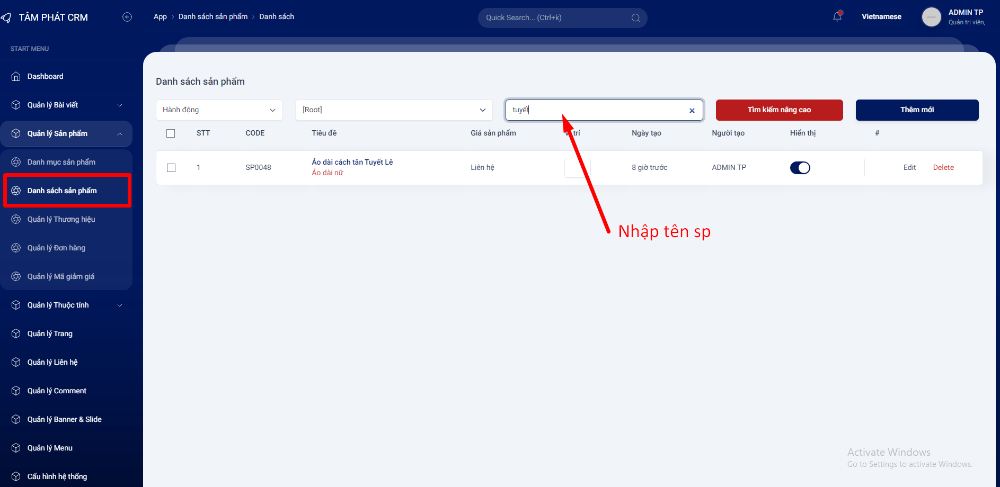 TÂM PHÁT CRM
App > Danh sách sản phẩm > Danh sách
Quick Search... (Ctrl+k)
Vietnamese
ADMIN TP
Quản trị viên,
START MENU
Dashboard
Quản lý Bài viết
Quản lý Sản phẩm
Danh mục sản phẩm
Danh sách sản phẩm
Quản lý Thương hiệu
Quản lý Đơn hàng
Quản lý Mã giảm giá
Quản lý Thuộc tính
Quản lý Trang
Quản lý Liên hệ
Quản lý Comment
Quản lý Banner & Slide
Quản lý Menu
Cấu hình hệ thống
Danh sách sản phẩm
Hành động
[Root]
tuyết
Tìm kiếm nâng cao
Thêm mới
STT CODE Tiêu đề Giá sản phẩm trí Ngày tạo Người tạo Hiển thị #
1 SP0048 Áo dài cách tân Tuyết Lê Liên hệ 8 giờ trước ADMIN TP Edit Delete
Áo dài nữ
Nhập tên sp
Activate Windows
Go to Settings to activate Windows.